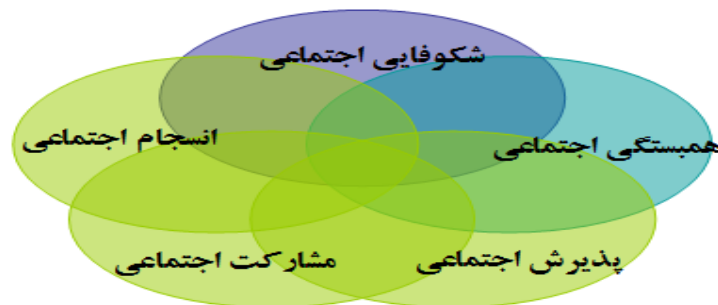 شکوفایی اجتماعی
همبستگی اجتماعی
انسجام اجتماعی
پذیرش اجتماعی
مشارکت اجتماعی